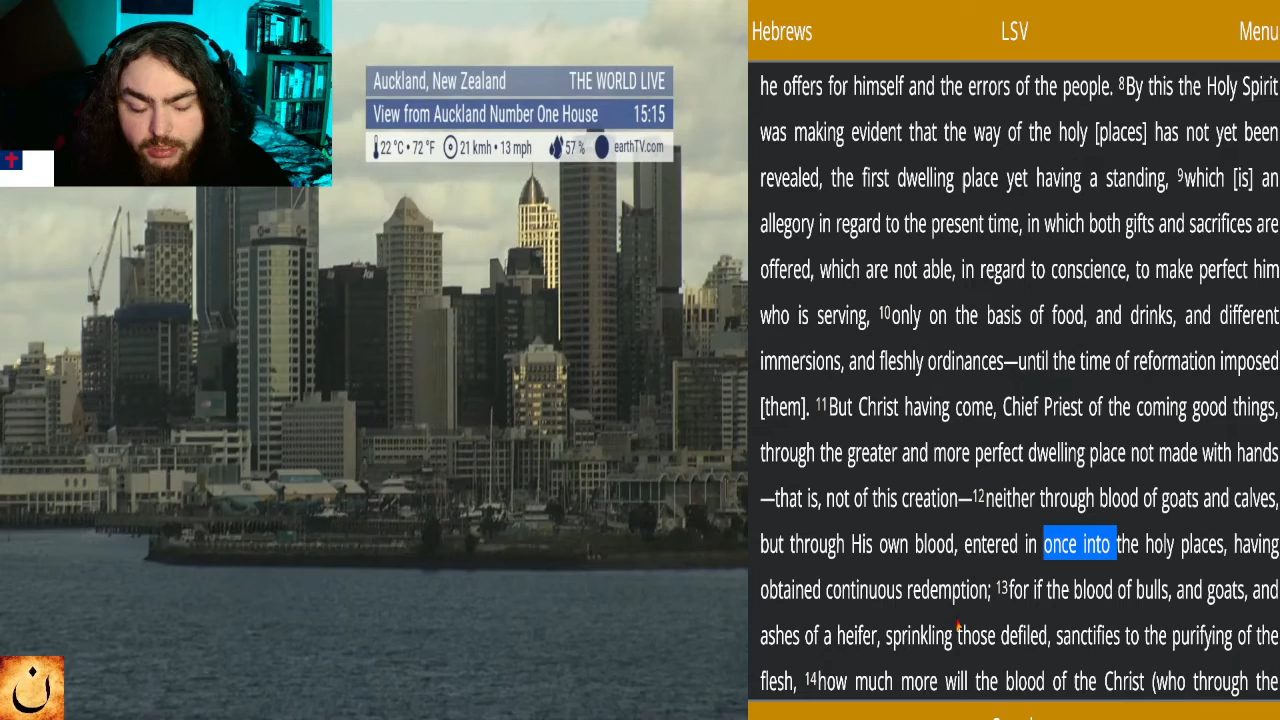 Auckland, New Zealand THE WORLD LIVE
View from Auckland Number One House 15:15
22 °C • 72 °F 21 kmh • 13 mph 57 % earthTV.com
ن
Hebrews LSV Menu
he offers for himself and the errors of the people. 8By this the Holy Spirit
was making evident that the way of the holy [places] has not yet been
revealed, the first dwelling place yet having a standing, 9which [is] an
allegory in regard to the present time, in which both gifts and sacrifices are
offered, which are not able, in regard to conscience, to make perfect him
who is serving, 10only on the basis of food, and drinks, and different
immersions, and fleshly ordinances—until the time of reformation imposed
[them]. 11But Christ having come, Chief Priest of the coming good things,
through the greater and more perfect dwelling place not made with hands
—that is, not of this creation—12neither through blood of goats and calves,
but through His own blood, entered in once into the holy places, having
obtained continuous redemption; 13for if the blood of bulls, and goats, and
ashes of a heifer, sprinkling those defiled, sanctifies to the purifying of the
flesh, 14how much more will the blood of the Christ (who through the